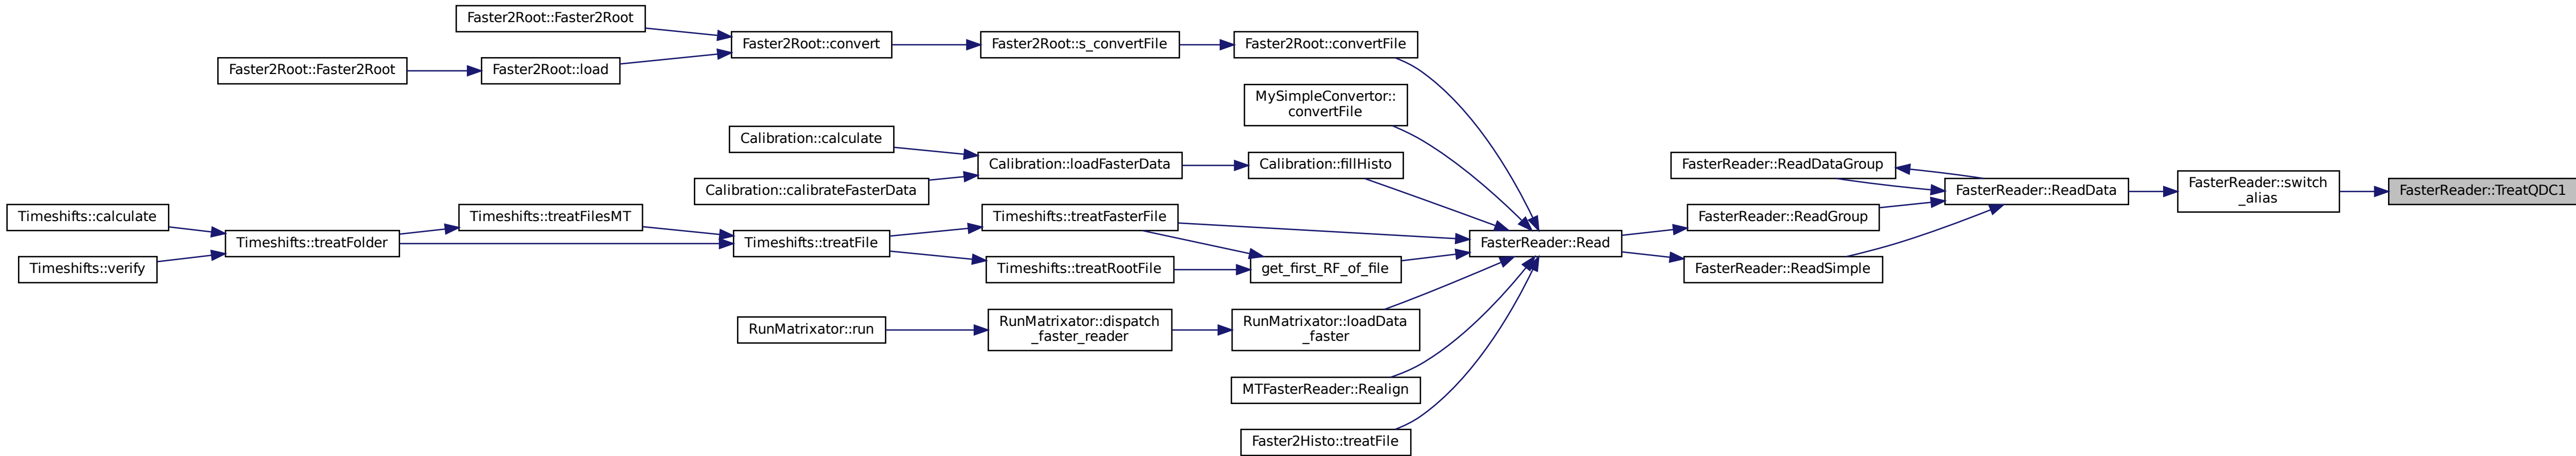 Faster2Root::Faster2Root
Faster2Root::convert
Faster2Root::s_convertFile
Faster2Root::convertFile
Faster2Root::Faster2Root
Faster2Root::load
MySimpleConvertor::
convertFile
Calibration::calculate
Calibration::loadFasterData
Calibration::fillHisto
Calibration::calibrateFasterData
FasterReader::ReadDataGroup
FasterReader::ReadData
FasterReader::switch
_alias
FasterReader::TreatQDC1
Timeshifts::calculate
Timeshifts::treatFilesMT
Timeshifts::treatFasterFile
FasterReader::ReadGroup
Timeshifts::treatFolder
Timeshifts::treatFile
FasterReader::Read
Timeshifts::verify
Timeshifts::treatRootFile
get_first_RF_of_file
FasterReader::ReadSimple
RunMatrixator::run
RunMatrixator::dispatch
_faster_reader
RunMatrixator::loadData
_faster
MTFasterReader::Realign
Faster2Histo::treatFile